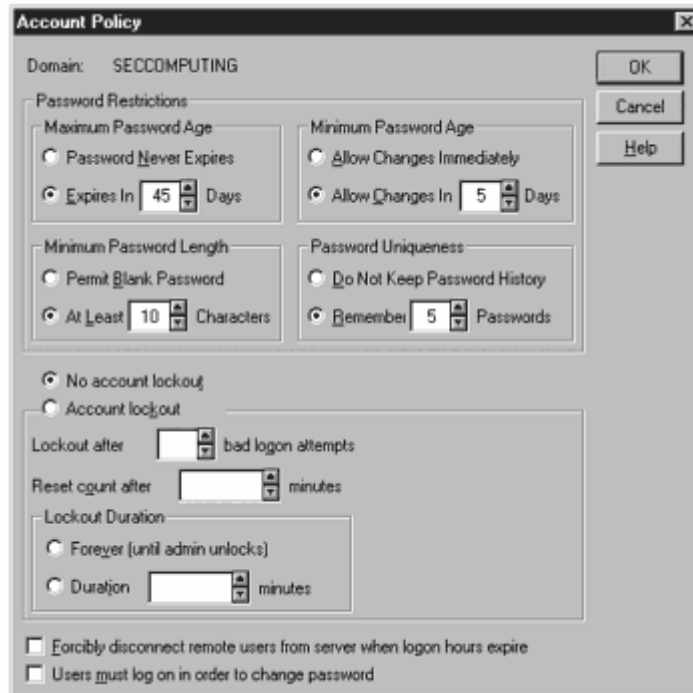 Account Policy
Domain: SECCOMPUTING
OK
Cancel
Help
Password Restrictions
Maximum Password Age
Password Never Expires
Expires In 45 Days
Minimum Password Age
Allow Changes Immediately
Allow Changes In 5 Days
Minimum Password Length
Permit Blank Password
At Least 10 Characters
Password Uniqueness
Do Not Keep Password History
Remember 5 Passwords
No account lockout
Account lockout
Lockout after bad logon attempts
Reset count after minutes
Lockout Duration
Forever (until admin unlocks)
Duration minutes
Forcibly disconnect remote users from server when logon hours expire
Users must log on in order to change password